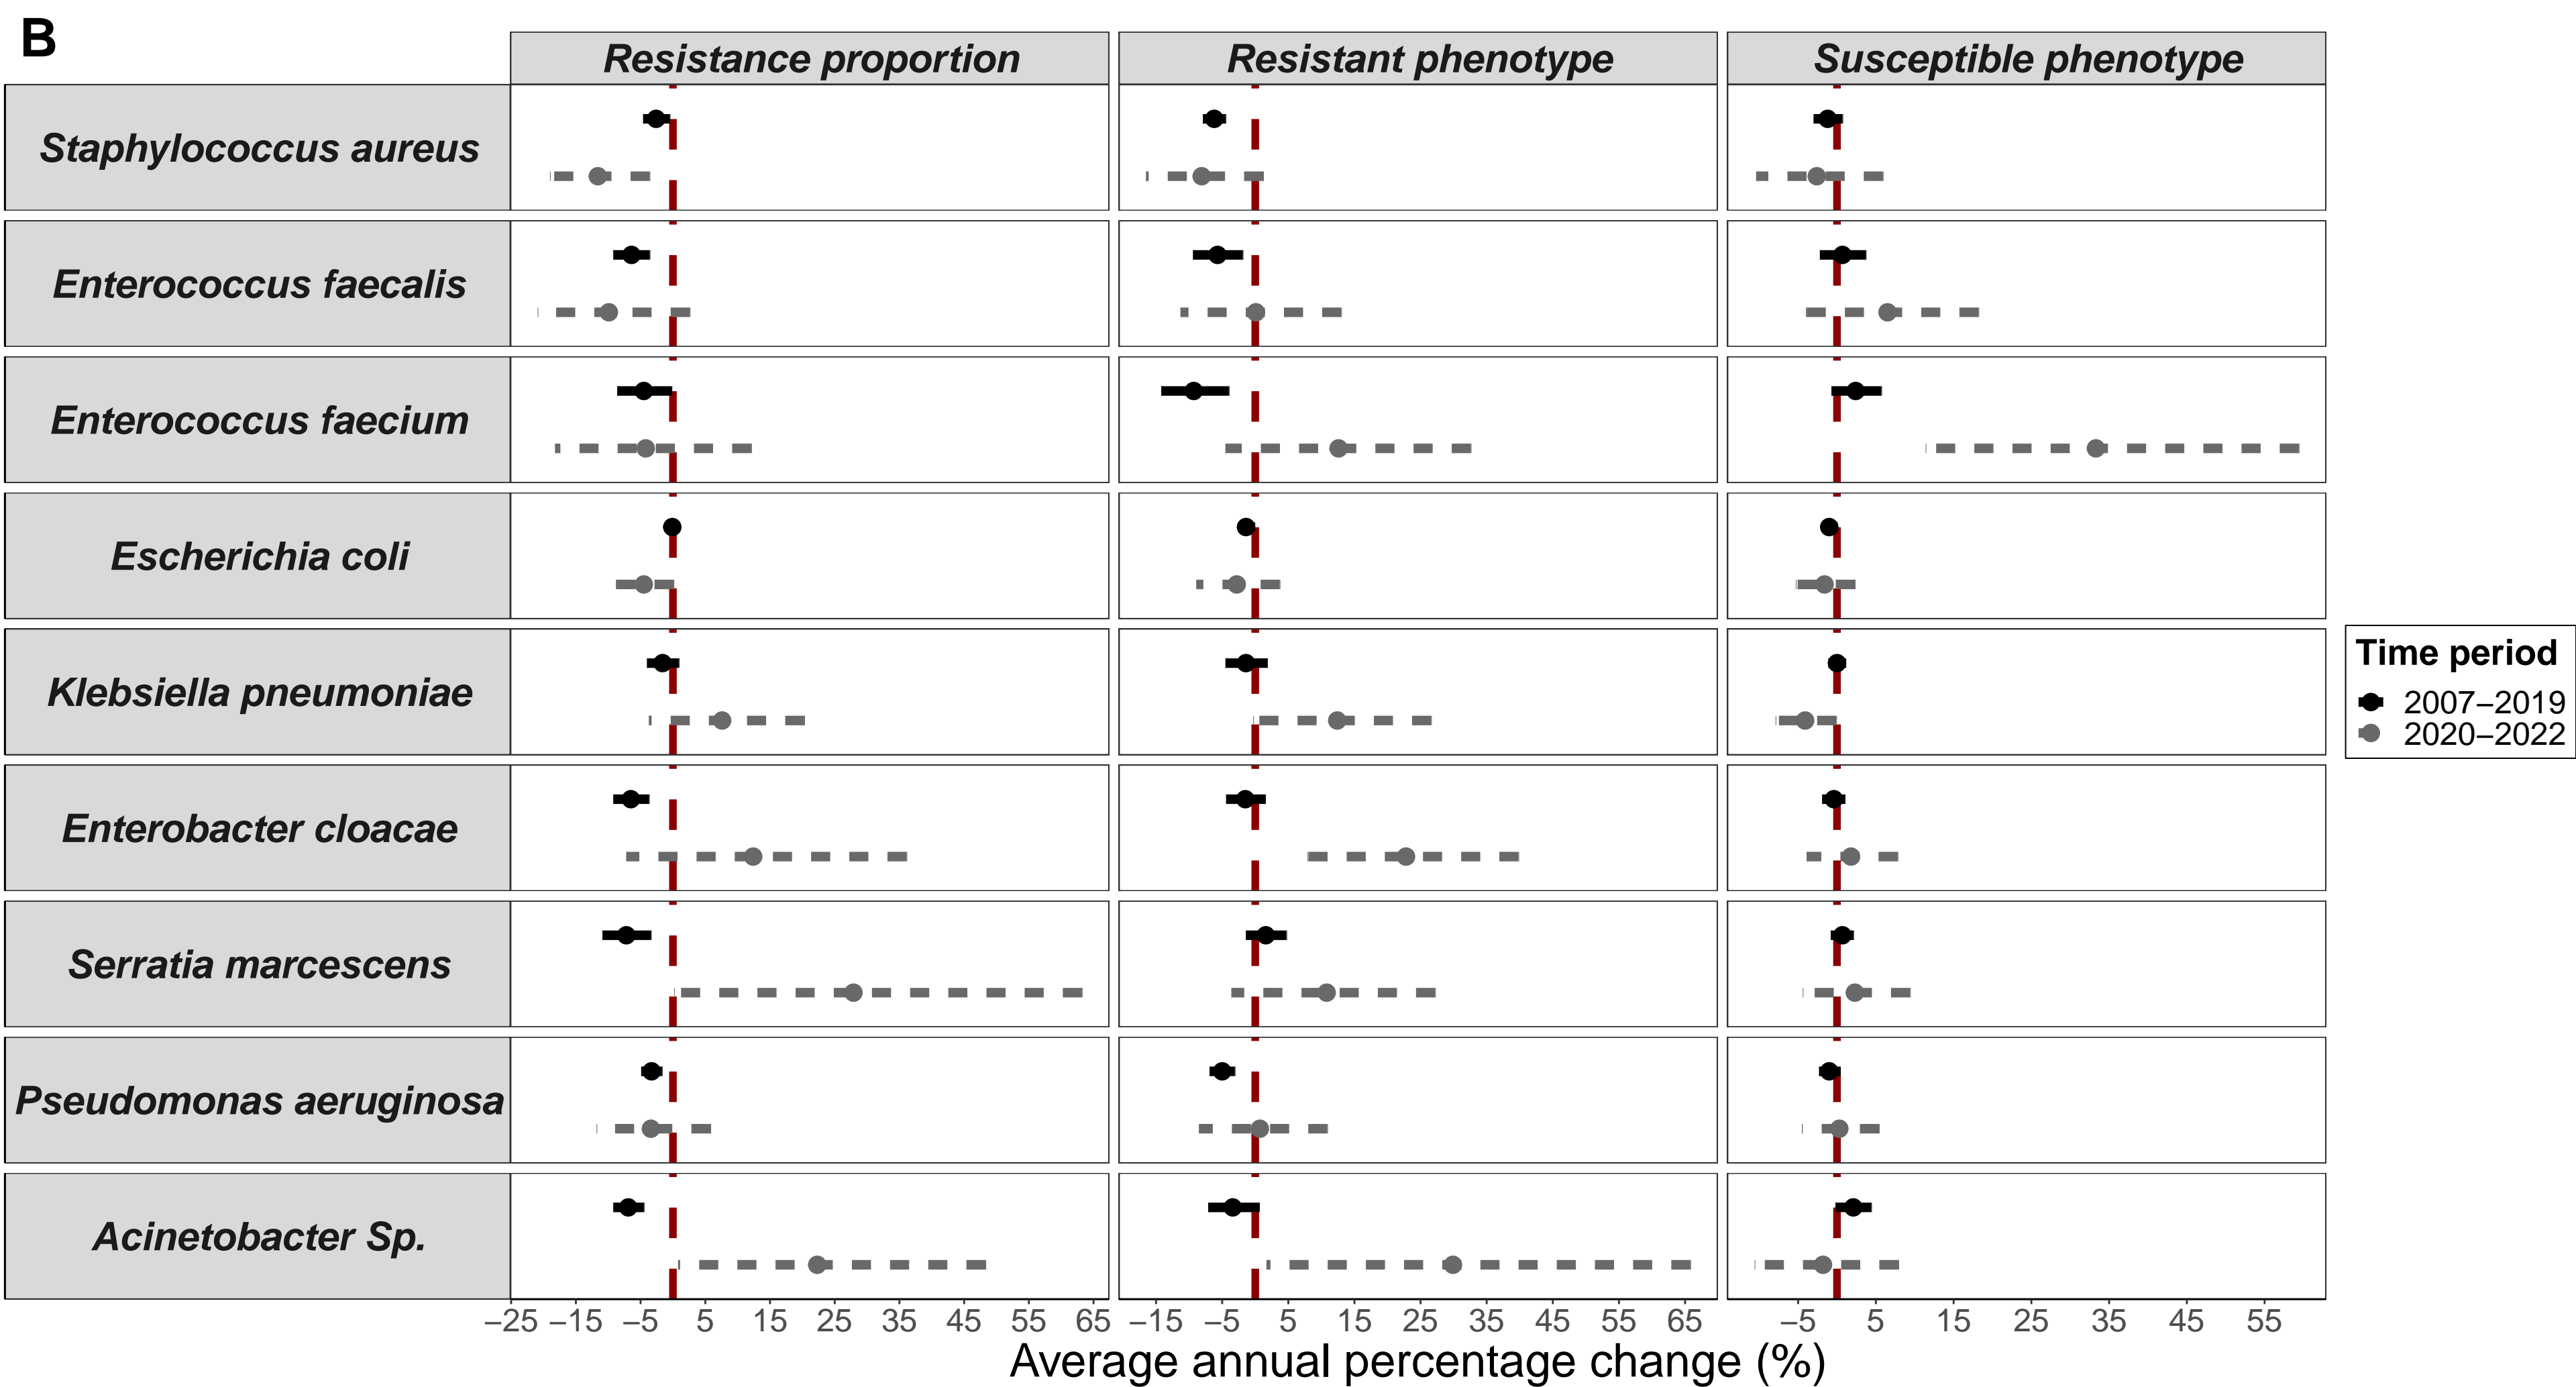 B
Resistance proportion
Resistant phenotype
Susceptible phenotype
Staphylococcus aureus
Enterococcus faecalis
Enterococcus faecium
Escherichia coli
Klebsiella pneumoniae
Enterobacter cloacae
Serratia marcescens
Pseudomonas aeruginosa
Acinetobacter Sp.
Time period
2007−2019
2020−2022
−25 −15 −5 5 15 25 35 45 55 65
−15 −5 5 15 25 35 45 55 65
−5 5 15 25 35 45 55
Average annual percentage change (%)